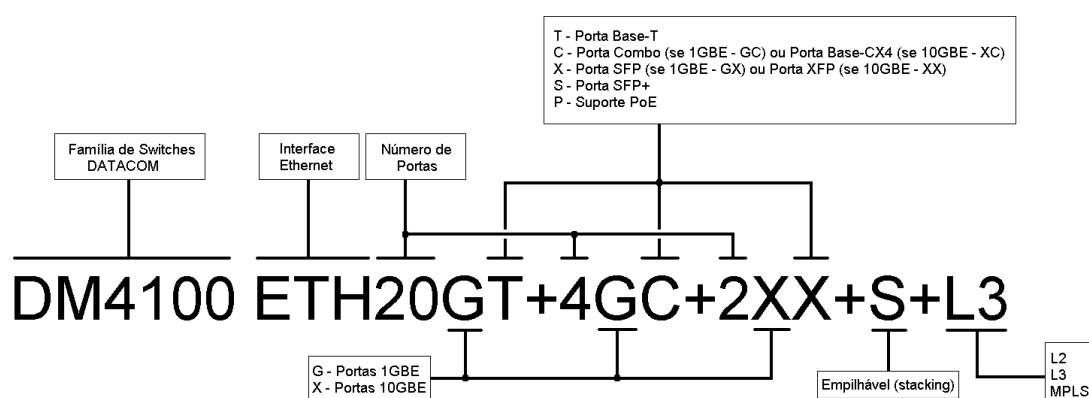 T - Porta Base-T
C - Porta Combo (se 1GBE - GC) ou Porta Base-CX4 (se 10GBE - XC)
X - Porta SFP (se 1GBE - GX) ou Porta XFP (se 10GBE - XX)
S - Porta SFP+
P - Suporte PoE
Família de Switches
DATACOM
Interface
Ethernet
Número de
Portas
DM4100 ETH20GT+4GC+2XX+S+L3
G - Portas 1GBE
X - Portas 10GBE
Empilhável (stacking)
L2
L3
MPLS